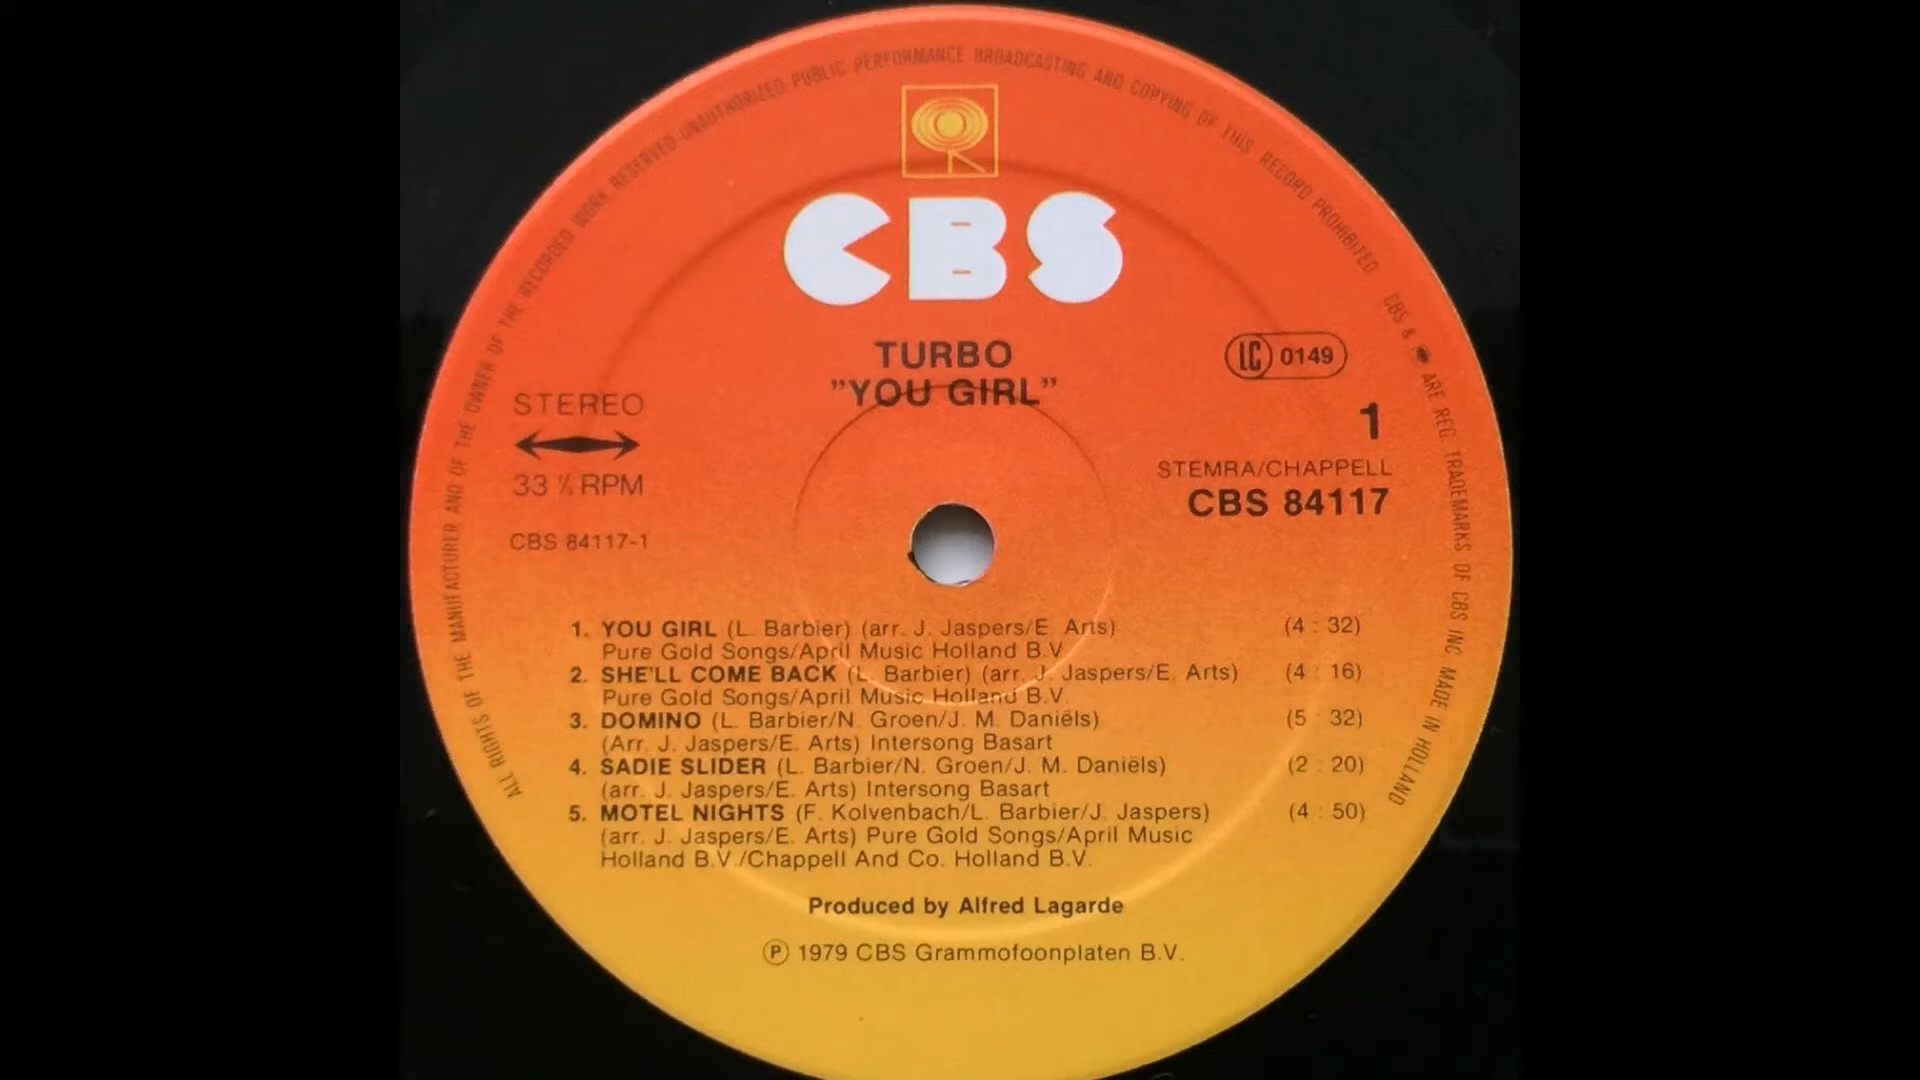 ALL RIGHTS OF THE MANUFACTURER AND OF THE OWNER OF THE RECORDED WORK RESERVED UNAUTHORIZED PUBLIC PERFORMANCE BROADCASTING AND COPYING OF THIS RECORD PROHIBITED
CBS & ARE REG. TRADEMARKS OF CBS INC MADE IN HOLLAND
CBS
TURBO
"YOU GIRL"
LC 0149
STEREO
33 ⅓ RPM
CBS 84117-1
1
STEMRA/CHAPPELL
CBS 84117
1. YOU GIRL (L. Barbier) (arr. J. Jaspers/E. Arts) (4 : 32)
Pure Gold Songs/April Music Holland B.V.
2. SHE'LL COME BACK (L. Barbier) (arr. J. Jaspers/E. Arts) (4 : 16)
Pure Gold Songs/April Music Holland B.V.
3. DOMINO (L. Barbier/N. Groen/J. M. Daniëls) (5 : 32)
(Arr. J. Jaspers/E. Arts) Intersong Basart
4. SADIE SLIDER (L. Barbier/N. Groen/J. M. Daniëls) (2 : 20)
(arr. J. Jaspers/E. Arts) Intersong Basart
5. MOTEL NIGHTS (F. Kolvenbach/L. Barbier/J. Jaspers) (4 : 50)
(arr. J. Jaspers/E. Arts) Pure Gold Songs/April Music
Holland B.V./Chappell And Co. Holland B.V.
Produced by Alfred Lagarde
Ⓟ 1979 CBS Grammofoonplaten B.V.